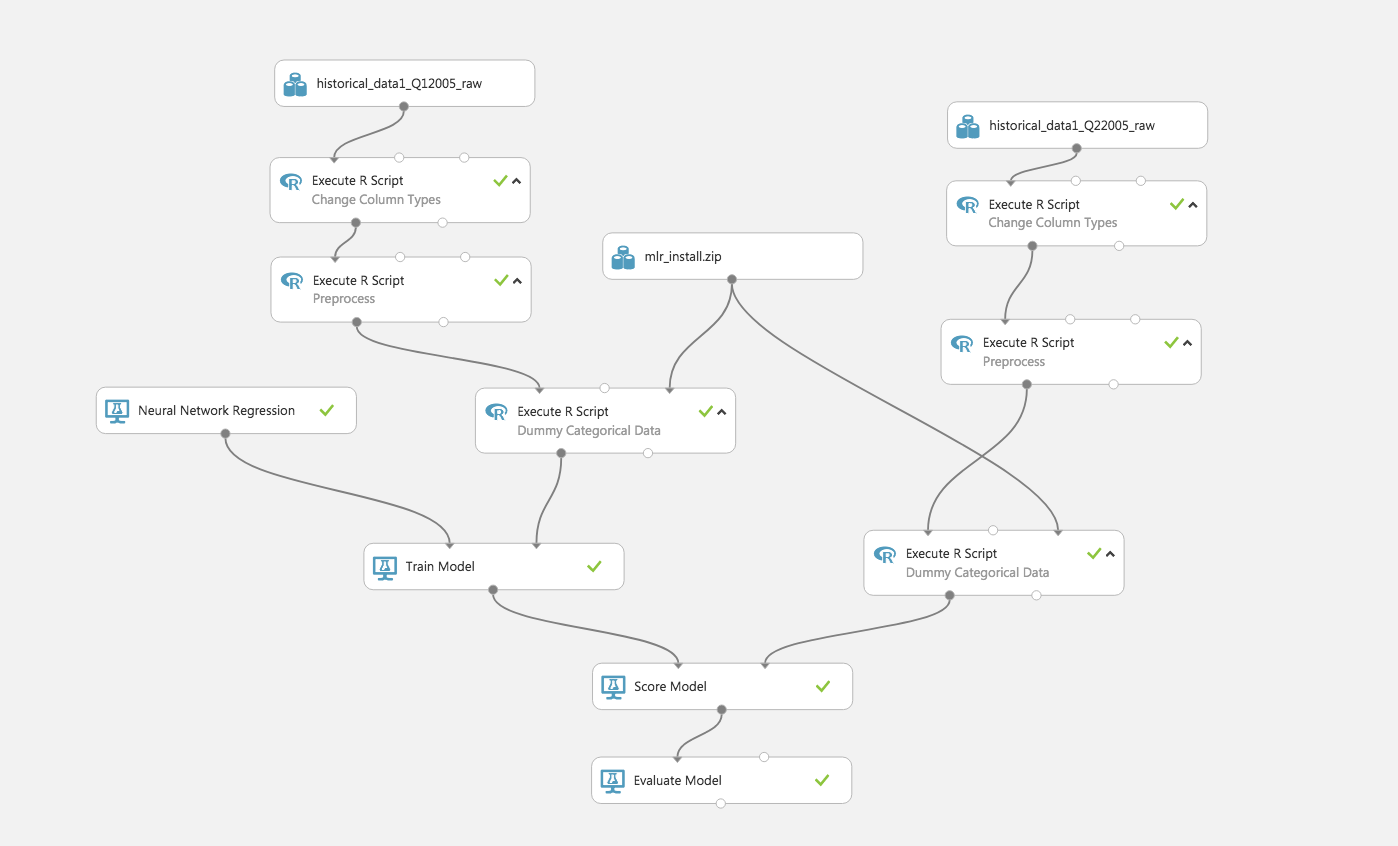 historical_data1_Q12005_raw
historical_data1_Q22005_raw
Execute R Script
Change Column Types
Execute R Script
Change Column Types
mlr_install.zip
Execute R Script
Preprocess
Execute R Script
Preprocess
Neural Network Regression
Execute R Script
Dummy Categorical Data
Execute R Script
Dummy Categorical Data
Train Model
Score Model
Evaluate Model